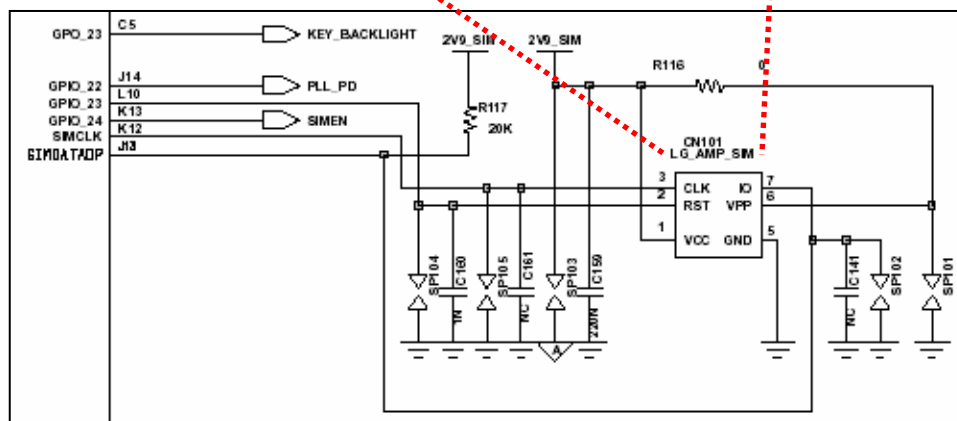 GPO_23 C5 KEY_BACKLIGHT
2V9_SIM 2V9_SIM
R116 0
GPIO_22 J14 PLL_PD
GPIO_23 L10
GPIO_24 K13 SIMEN
R117
20K
SIMCLK K12
SIMDATAOP
CN101
LG_AMP_SIM
3 CLK IO 7
2 RST VPP 6
1 VCC GND 5
SP104
C160
1N
SP105
C161
NC
SP103
C159
220N
A
C141
NC
SP102
SP101